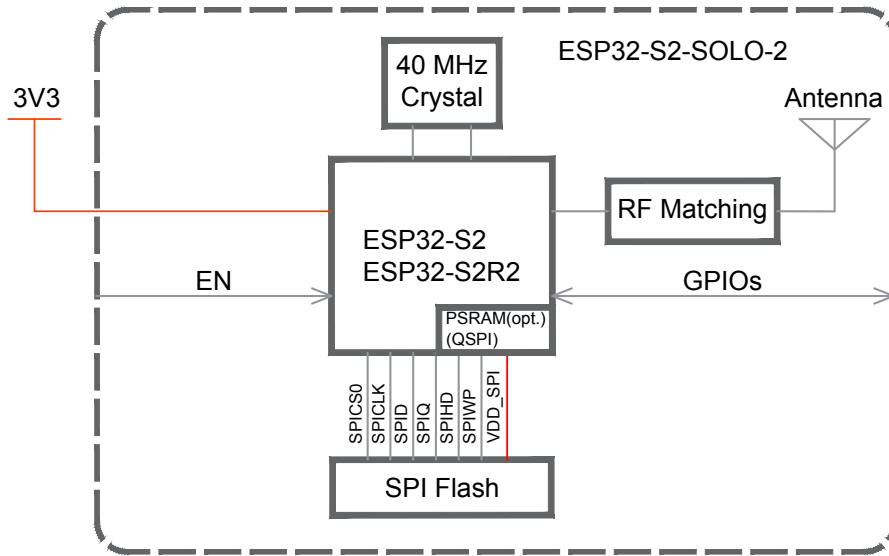 ESP32-S2-SOLO-2
40 MHz
Crystal
3V3
Antenna
RF Matching
ESP32-S2
ESP32-S2R2
EN
GPIOs
PSRAM(opt.)
(QSPI)
SPICS0
SPICLK
SPID
SPIQ
SPIHD
SPIWP
VDD_SPI
SPI Flash